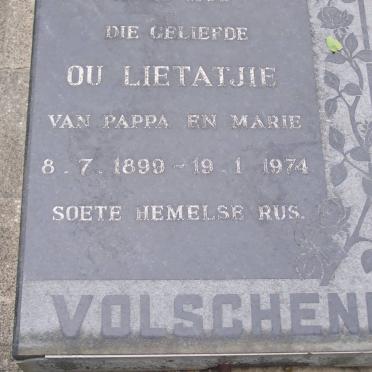 DIE GELIEFDE
OU LIETATJIE
VAN PAPPA EN MARIE
8.7.1899-19.1 1974
SOETE HEMELSE RUS.
VOLSCHEN